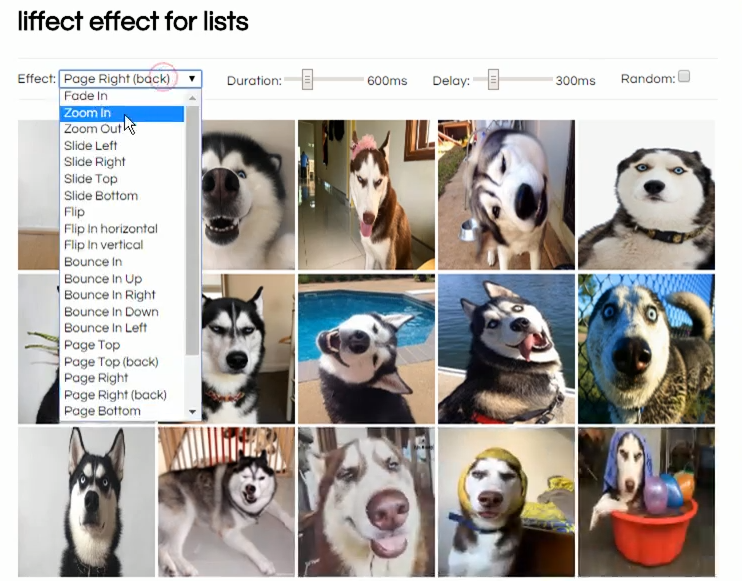 liffect effect for lists
Effect: Page Right (back) ▼ Duration: 600ms Delay: 300ms Random:
Fade In
Zoom In
Zoom Out
Slide Left
Slide Right
Slide Top
Slide Bottom
Flip
Flip In horizontal
Flip In vertical
Bounce In
Bounce In Up
Bounce In Right
Bounce In Down
Bounce In Left
Page Top
Page Top (back)
Page Right
Page Right (back)
Page Bottom